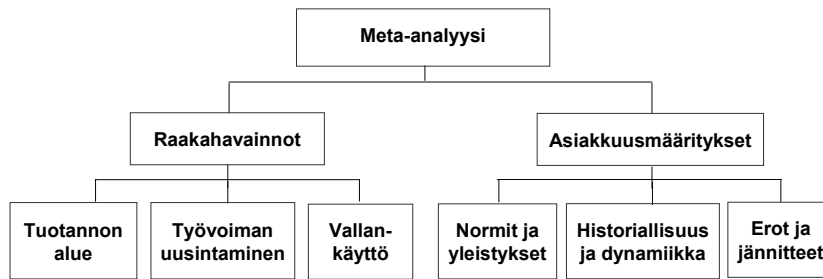 Meta-analyysi
Raakahavainnot
Asiakkuusmääritykset
Tuotannon
alue
Työvoiman
uusintaminen
Vallan-
käyttö
Normit ja
yleistykset
Historiallisuus
ja dynamiikka
Erot ja
jännitteet